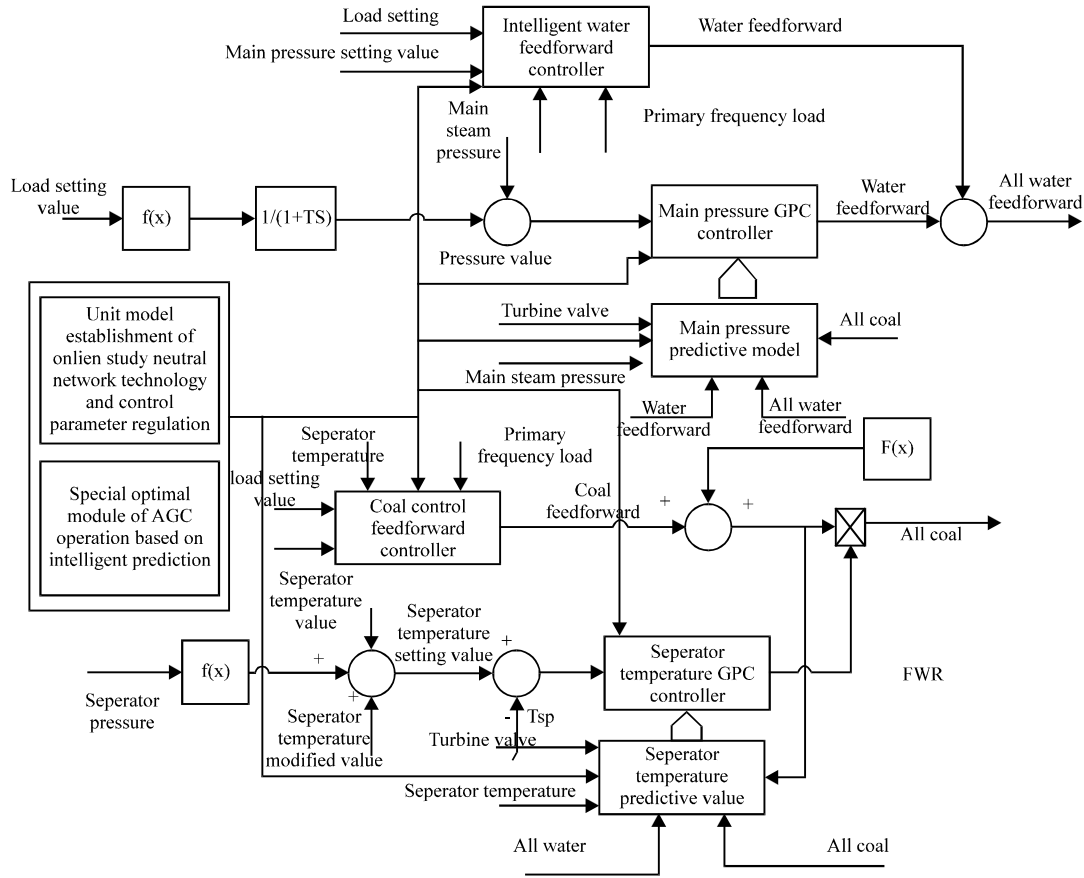 Load setting
Main pressure setting value
Intelligent water
feedforward
controller
Water feedforward
Primary frequency load
Main
steam
pressure
Load setting
value
f(x)
1/(1+TS)
Pressure value
Main pressure GPC
controller
Water
feedforward
All water
feedforward
Unit model
establishment of
onlien study neutral
network technology
and control
parameter regulation
Special optimal
module of AGC
operation based on
intelligent prediction
Turbine valve
Main pressure
predictive model
All coal
Main steam pressure
Water
feedforward
All water
feedforward
F(x)
Seperator
temperature
Primary
frequency load
load setting
value
Coal control
feedforward
controller
Coal
feedforward
+
+
All coal
Seperator
temperature
value
Seperator
temperature
setting value
+
Seperator
pressure
f(x)
+
+
Seperator
temperature
modified value
-
Tsp
Seperator
temperature GPC
controller
FWR
Turbine valve
Seperator temperature
Seperator
temperature
predictive value
All water
All coal